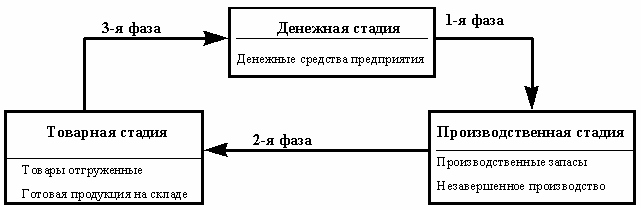 3-я фаза
Денежная стадия
1-я фаза
Денежные средства предприятия
Товарная стадия
Товары отгруженные
Готовая продукция на складе
2-я фаза
Производственная стадия
Производственные запасы
Незавершенное производство